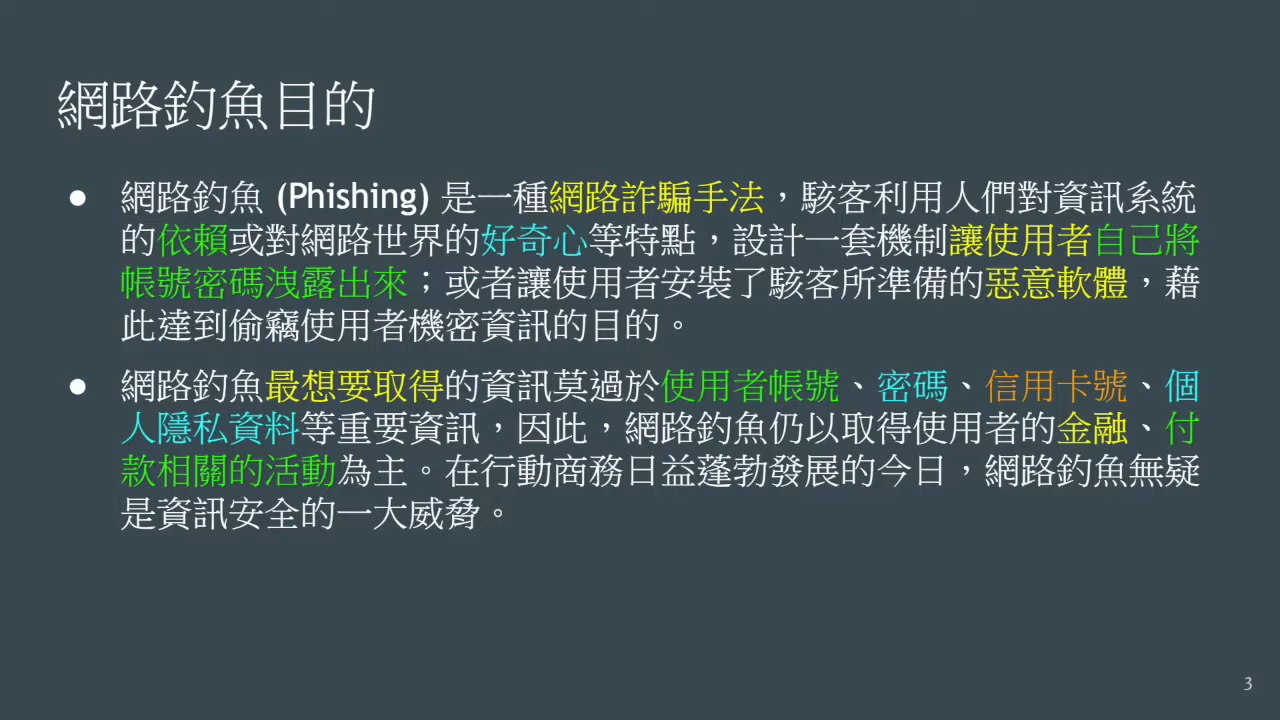 網路釣魚目的
● 網路釣魚 (Phishing) 是一種網路詐騙手法，駭客利用人們對資訊系統
的依賴或對網路世界的好奇心等特點，設計一套機制讓使用者自己將
帳號密碼洩露出來；或者讓使用者安裝了駭客所準備的惡意軟體，藉
此達到偷竊使用者機密資訊的目的。
● 網路釣魚最想要取得的資訊莫過於使用者帳號、密碼、信用卡號、個
人隱私資料等重要資訊，因此，網路釣魚仍以取得使用者的金融、付
款相關的活動為主。在行動商務日益蓬勃發展的今日，網路釣魚無疑
是資訊安全的一大威脅。
3